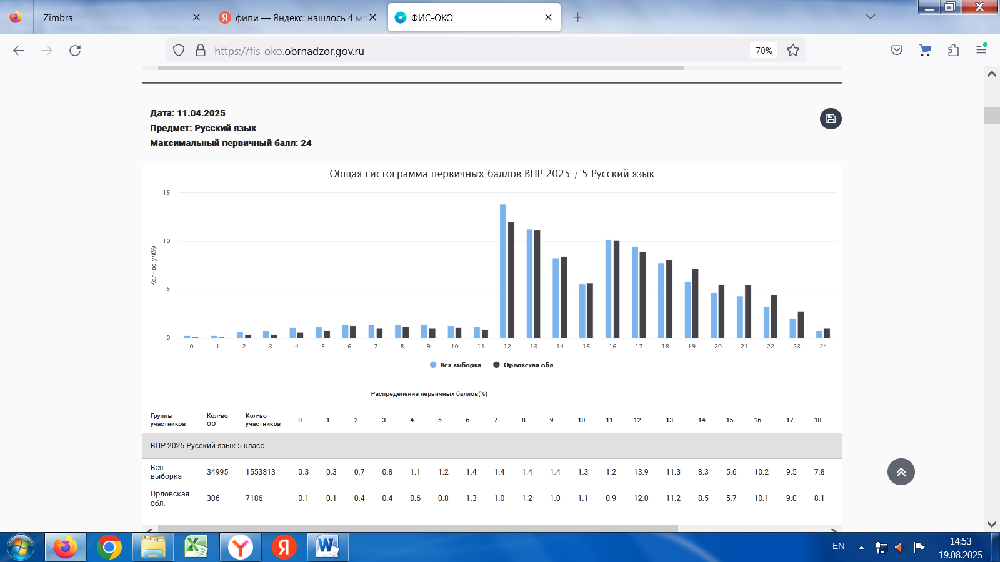 Zimbra
фипи — Яндекс: нашлось 4 мл
ФИС-ОКО
https://fis-oko.obrnadzor.gov.ru
70%
Дата: 11.04.2025
Предмет: Русский язык
Максимальный первичный балл: 24
Общая гистограмма первичных баллов ВПР 2025 / 5 Русский язык
Кол-во уч(%)
15
10
5
0
0 1 2 3 4 5 6 7 8 9 10 11 12 13 14 15 16 17 18 19 20 21 22 23 24
Вся выборка Орловская обл.
Распределение первичных баллов(%)
Группы участников Кол-во ОО Кол-во участников 0 1 2 3 4 5 6 7 8 9 10 11 12 13 14 15 16 17 18
ВПР 2025 Русский язык 5 класс
Вся выборка 34995 1553813 0.3 0.3 0.7 0.8 1.1 1.2 1.4 1.4 1.4 1.4 1.3 1.2 13.9 11.3 8.3 5.6 10.2 9.5 7.8
Орловская обл. 306 7186 0.1 0.1 0.4 0.4 0.6 0.8 1.3 1.0 1.2 1.0 1.1 0.9 12.0 11.2 8.5 5.7 10.1 9.0 8.1
EN
14:53
19.08.2025